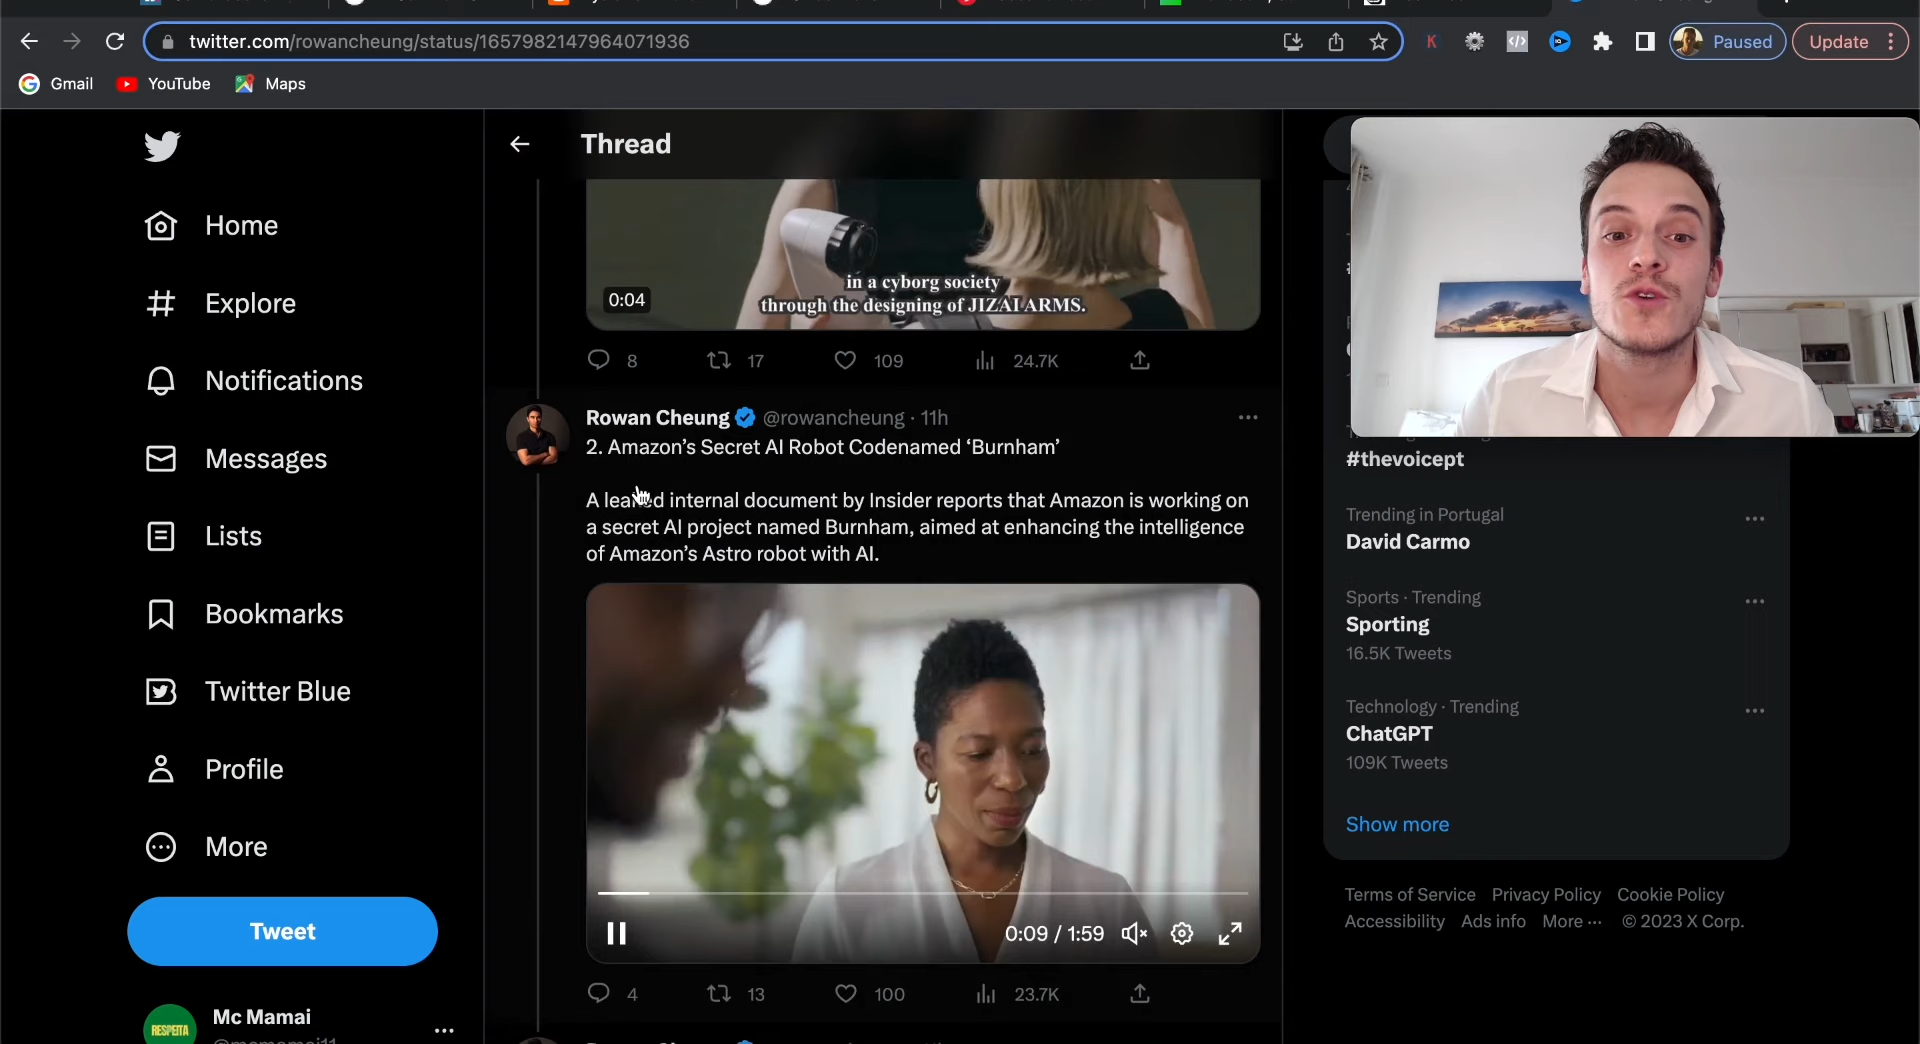 twitter.com/rowancheung/status/1657982147964071936
Paused
Update
Gmail
YouTube
Maps
Home
Explore
Notifications
Messages
Lists
Bookmarks
Twitter Blue
Profile
More
Tweet
RESPEITA
Mc Mamai
Thread
in a cyborg society
through the designing of JIZAI ARMS.
0:04
8
17
109
24.7K
Rowan Cheung @rowancheung · 11h
2. Amazon's Secret AI Robot Codenamed ‘Burnham’
A leaked internal document by Insider reports that Amazon is working on
a secret AI project named Burnham, aimed at enhancing the intelligence
of Amazon's Astro robot with AI.
0:09 / 1:59
4
13
100
23.7K
#thevoicept
Trending in Portugal
David Carmo
Sports · Trending
Sporting
16.5K Tweets
Technology · Trending
ChatGPT
109K Tweets
Show more
Terms of Service Privacy Policy Cookie Policy
Accessibility Ads info More ··· © 2023 X Corp.